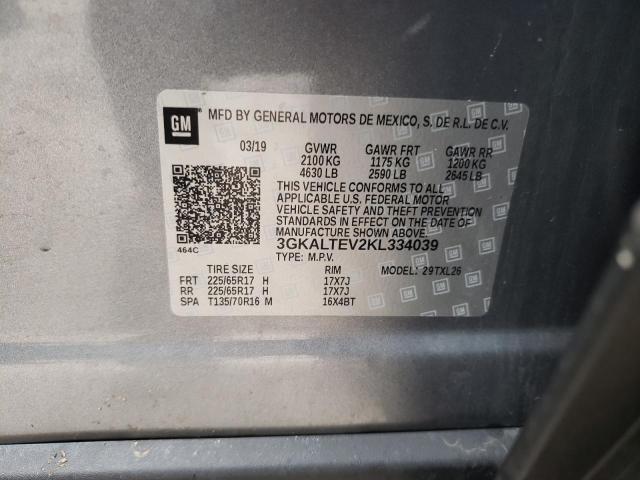 GM
MFD BY GENERAL MOTORS DE MEXICO, S. DE R.L. DE C.V.
03/19 GVWR GAWR FRT GAWR RR
2100 KG 1175 KG 1200 KG
4630 LB 2590 LB 2645 LB
THIS VEHICLE CONFORMS TO ALL
APPLICABLE U.S. FEDERAL MOTOR
VEHICLE SAFETY AND THEFT PREVENTION
STANDARDS IN EFFECT ON THE DATE OF
MANUFACTURE SHOWN ABOVE.
3GKALTEV2KL334039
464C
TYPE: M.P.V.
TIRE SIZE RIM MODEL: 29TXL26
FRT 225/65R17 H 17X7J
RR 225/65R17 H 17X7J
SPA T135/70R16 M 16X4BT